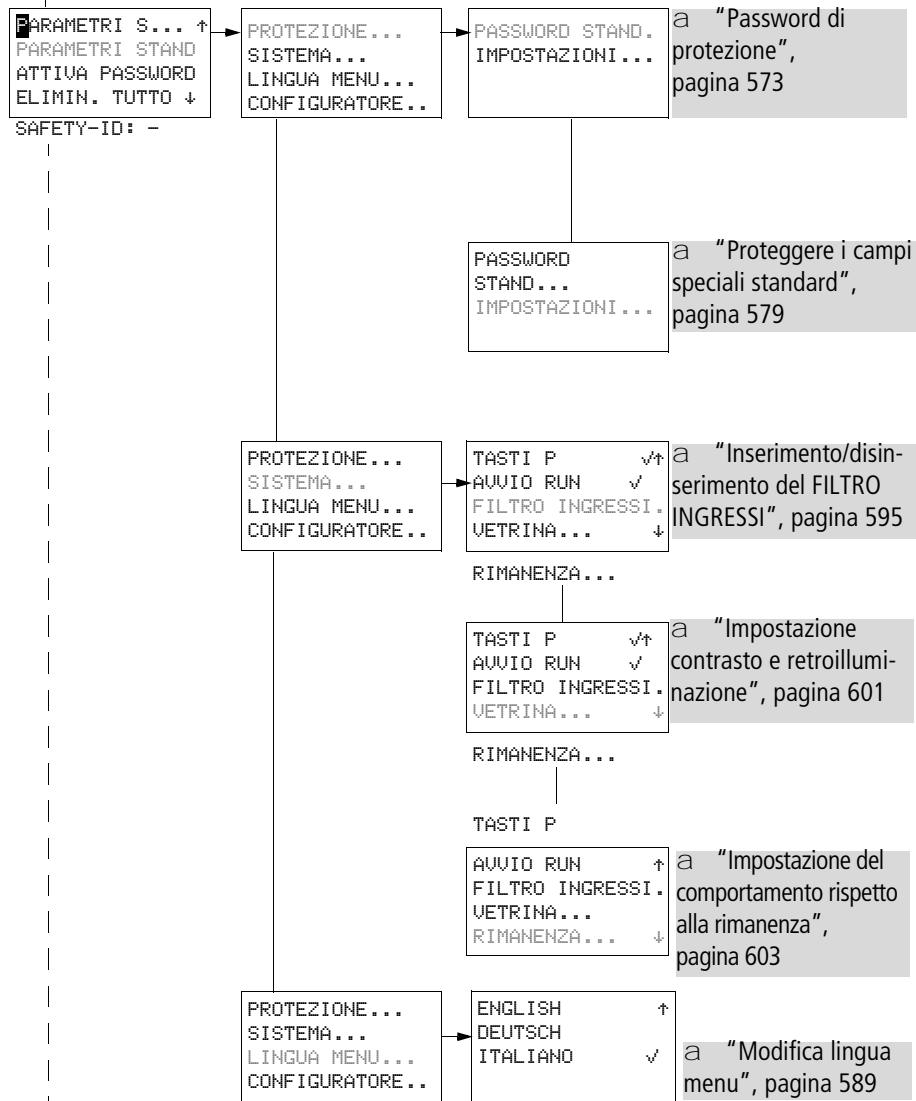 PARAMETRI S... ↑
PARAMETRI STAND
ATTIVA PASSWORD
ELIMIN. TUTTO ↓
SAFETY-ID: -
PROTEZIONE...
SISTEMA...
LINGUA MENU...
CONFIGURATORE..
PASSWORD STAND.
IMPOSTAZIONI...
a "Password di
protezione",
pagina 573
PASSWORD
STAND...
IMPOSTAZIONI...
a "Proteggere i campi
speciali standard",
pagina 579
PROTEZIONE...
SISTEMA...
LINGUA MENU...
CONFIGURATORE..
TASTI P √↑
AVVIO RUN √
FILTRO INGRESSI.
VETRINA... ↓
RIMANENZA...
a "Inserimento/disin-
serimento del FILTRO
INGRESSI", pagina 595
TASTI P √↑
AVVIO RUN √
FILTRO INGRESSI.
VETRINA... ↓
RIMANENZA...
a "Impostazione
contrasto e retroillumi-
nazione", pagina 601
TASTI P
AVVIO RUN ↑
FILTRO INGRESSI.
VETRINA...
RIMANENZA... ↓
a "Impostazione del
comportamento rispetto
alla rimanenza",
pagina 603
PROTEZIONE...
SISTEMA...
LINGUA MENU...
CONFIGURATORE..
ENGLISH ↑
DEUTSCH
ITALIANO √
a "Modifica lingua
menu", pagina 589